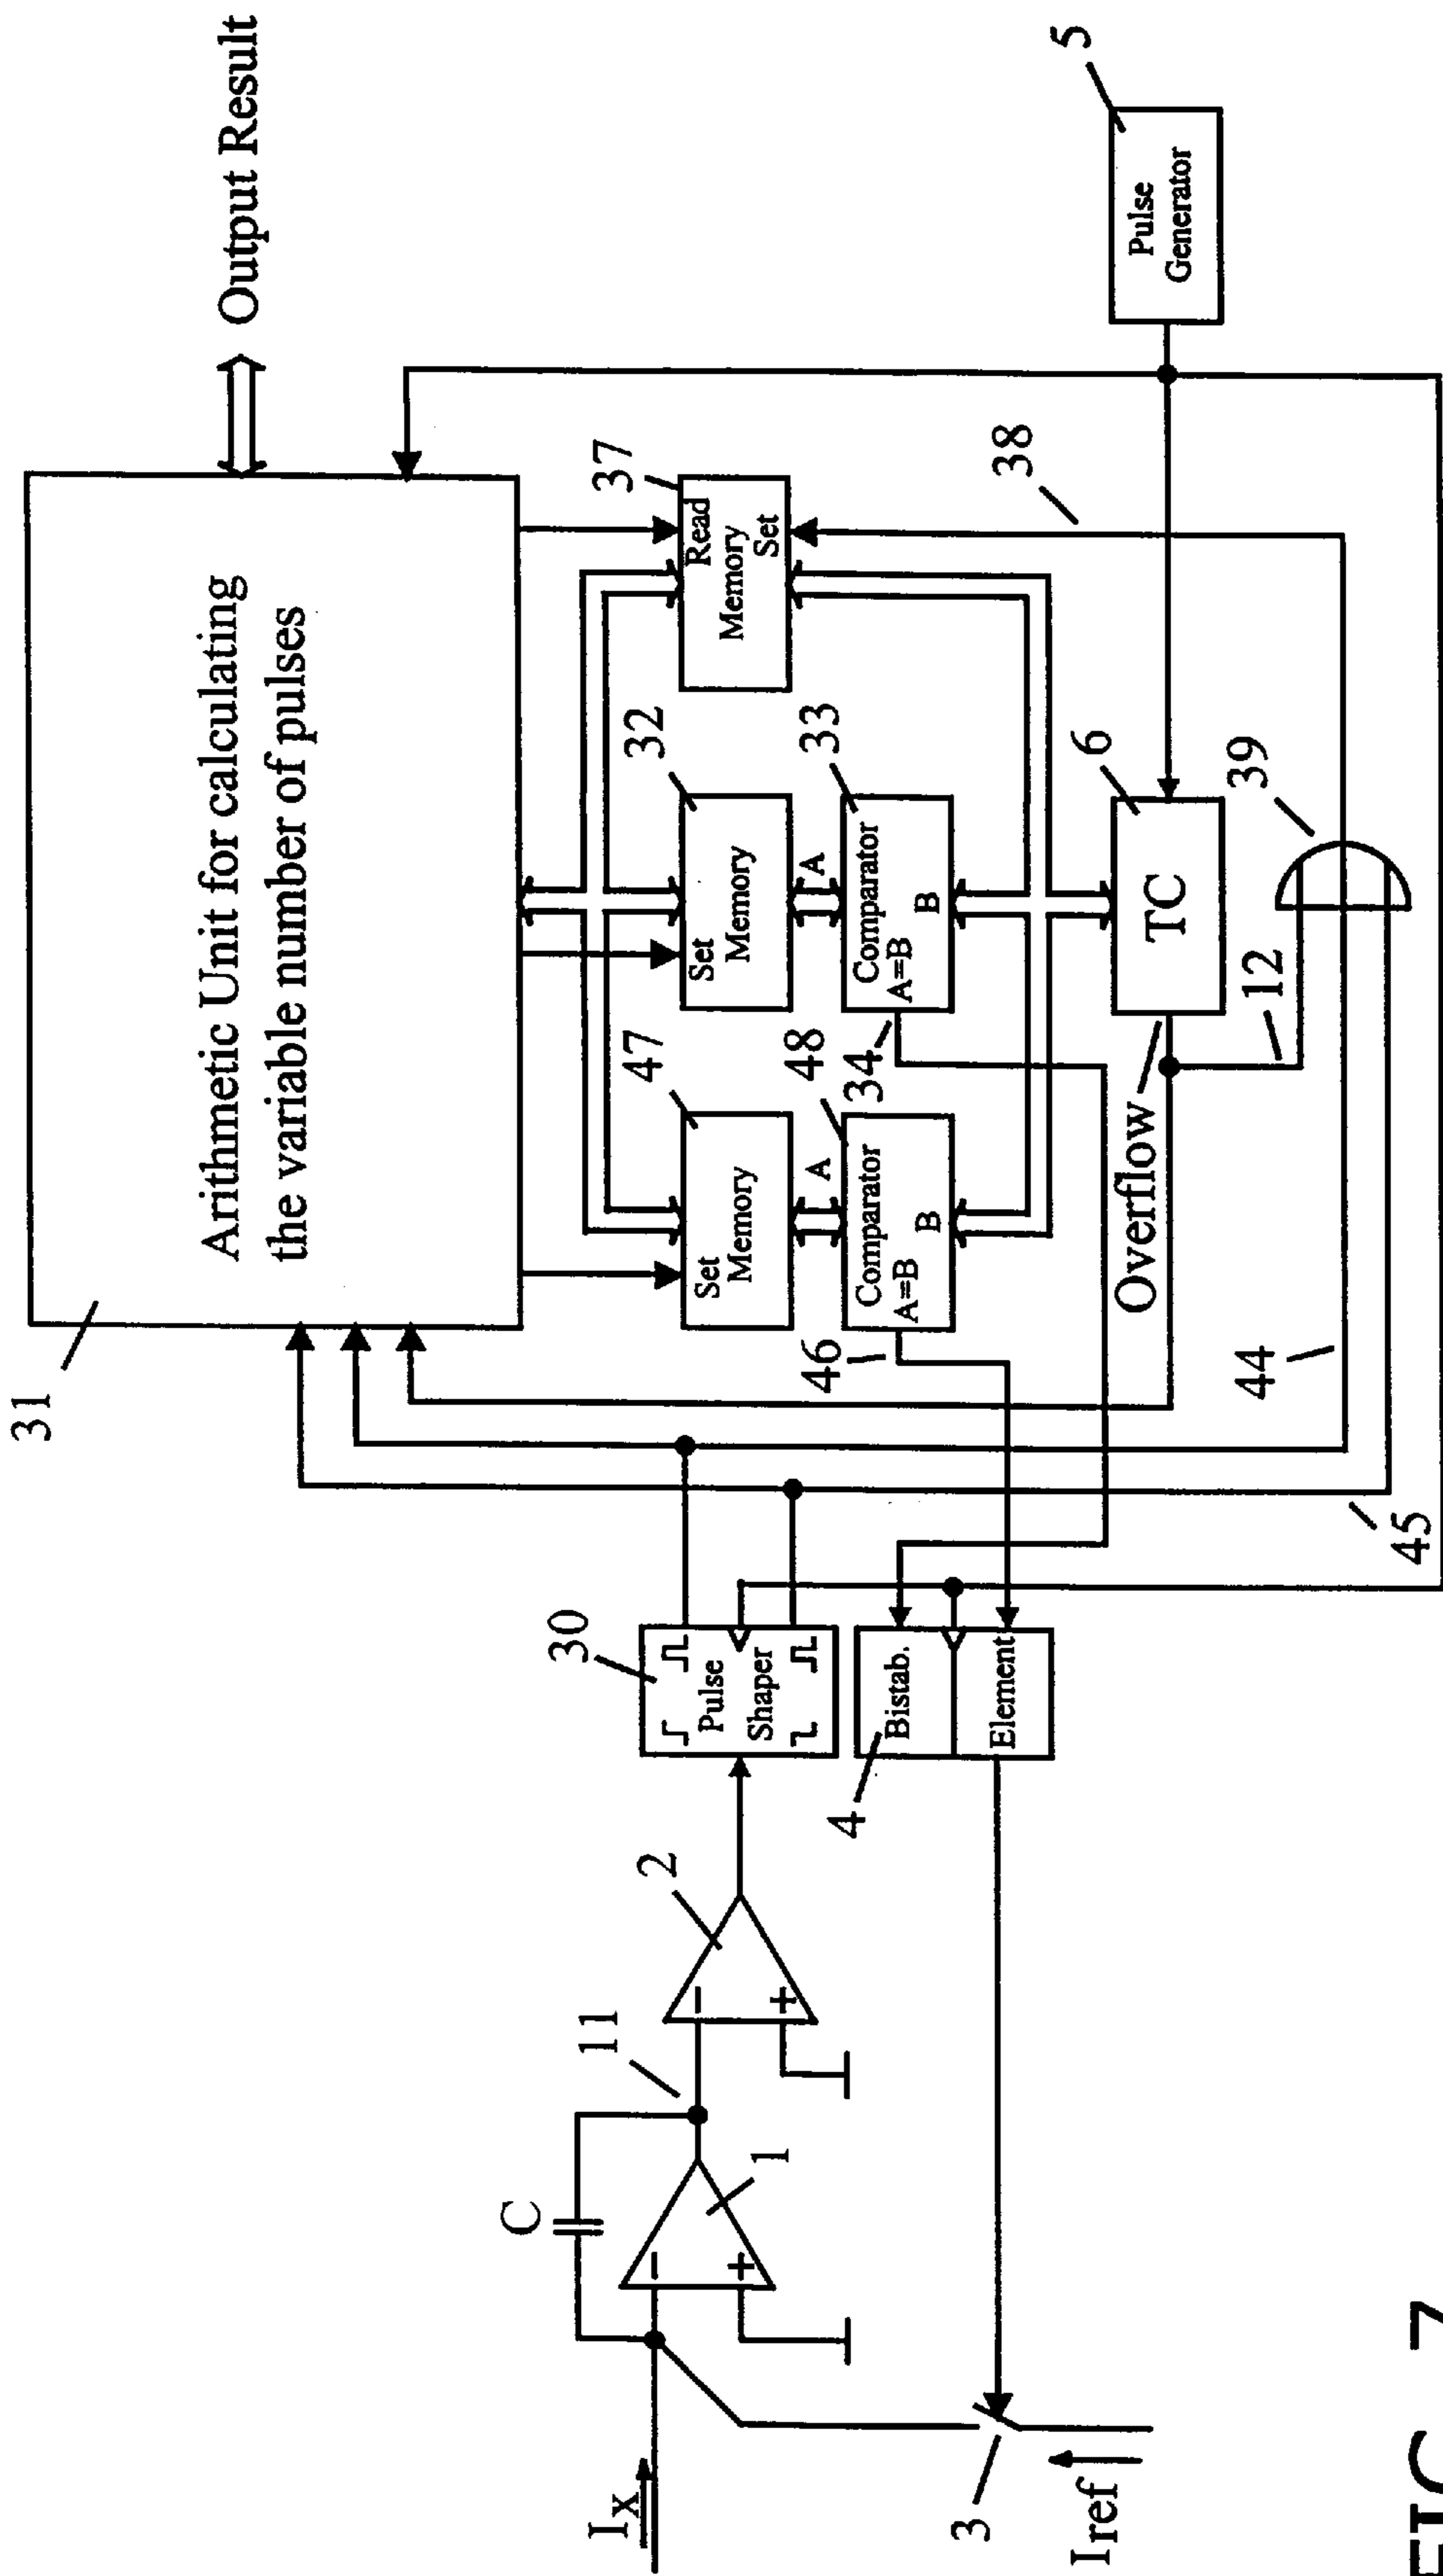 31
Arithmetic Unit for calculating
the variable number of pulses
Output Result
47
Set
Memory
32
Set
Memory
37
Read
Memory
Set
A
A
48
Comparator
A=B
B
33
Comparator
A=B
B
46
34
38
5
Pulse
Generator
6
TC
Overflow
12
39
44
45
30
Pulse
Shaper
4
Bistab.
Element
2
-
+
11
C
1
-
+
Ix
3
Iref
FIG. 7